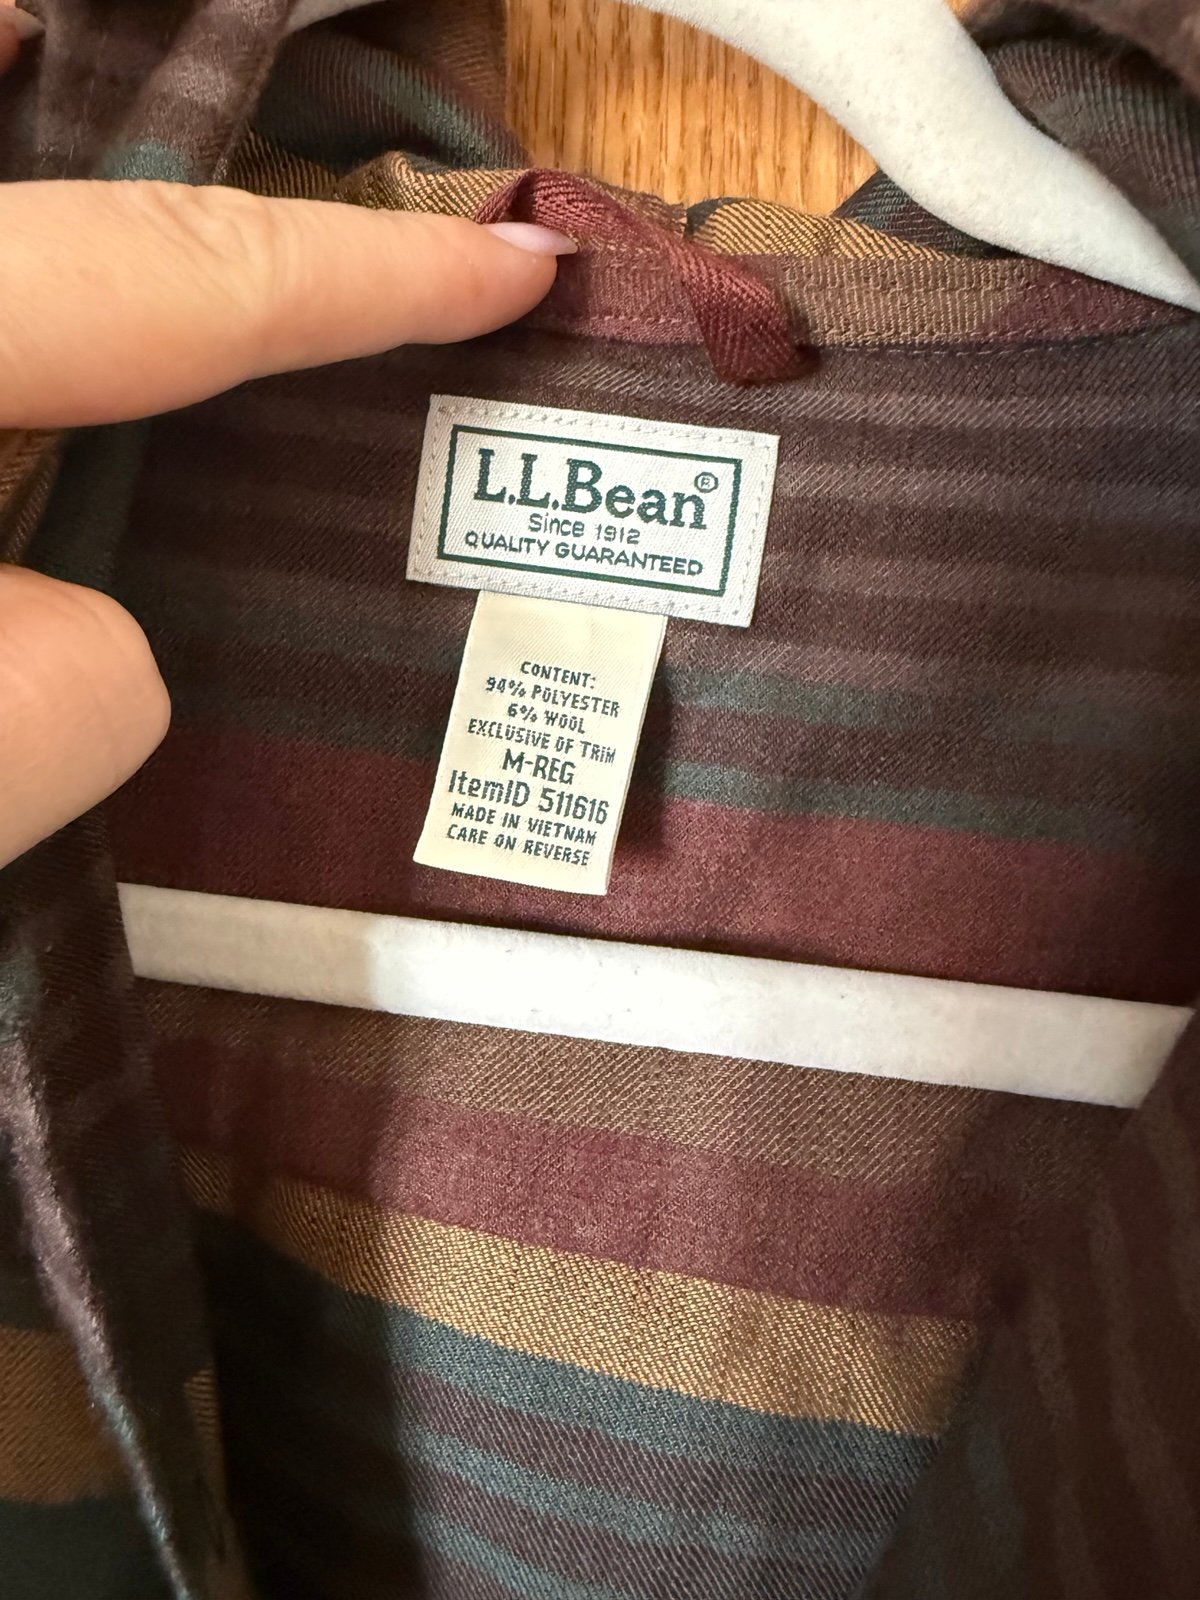 L.L.Bean®
Since 1912
QUALITY GUARANTEED
CONTENT:
94% POLYESTER
6% WOOL
EXCLUSIVE OF TRIM
M-REG
ItemID 511616
MADE IN VIETNAM
CARE ON REVERSE